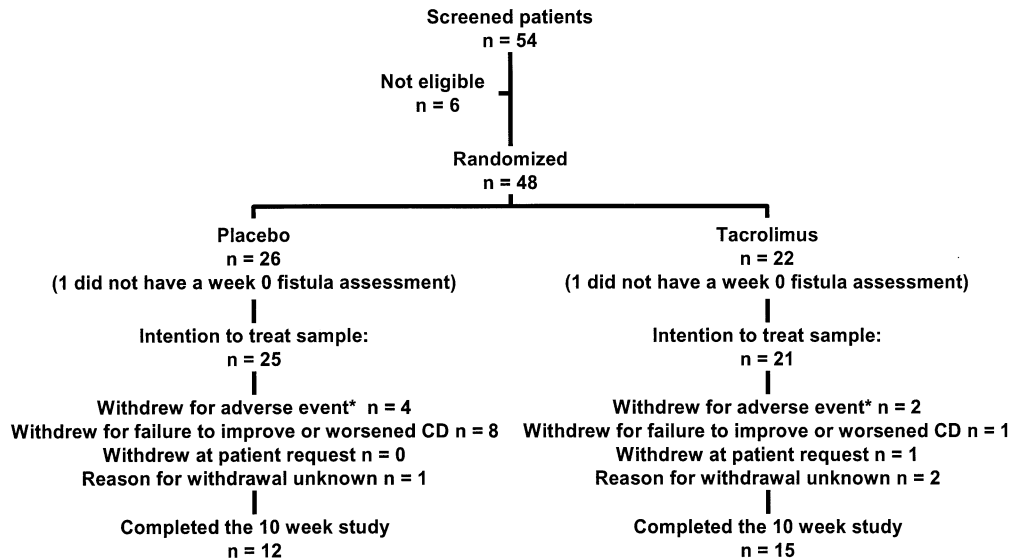 Screened patients
n = 54
Not eligible
n = 6
Randomized
n = 48
Placebo
n = 26
(1 did not have a week 0 fistula assessment)
Intention to treat sample:
n = 25
Withdrew for adverse event* n = 4
Withdrew for failure to improve or worsened CD n = 8
Withdrew at patient request n = 0
Reason for withdrawal unknown n = 1
Completed the 10 week study
n = 12
Tacrolimus
n = 22
(1 did not have a week 0 fistula assessment)
Intention to treat sample:
n = 21
Withdrew for adverse event* n = 2
Withdrew for failure to improve or worsened CD n = 1
Withdrew at patient request n = 1
Reason for withdrawal unknown n = 2
Completed the 10 week study
n = 15